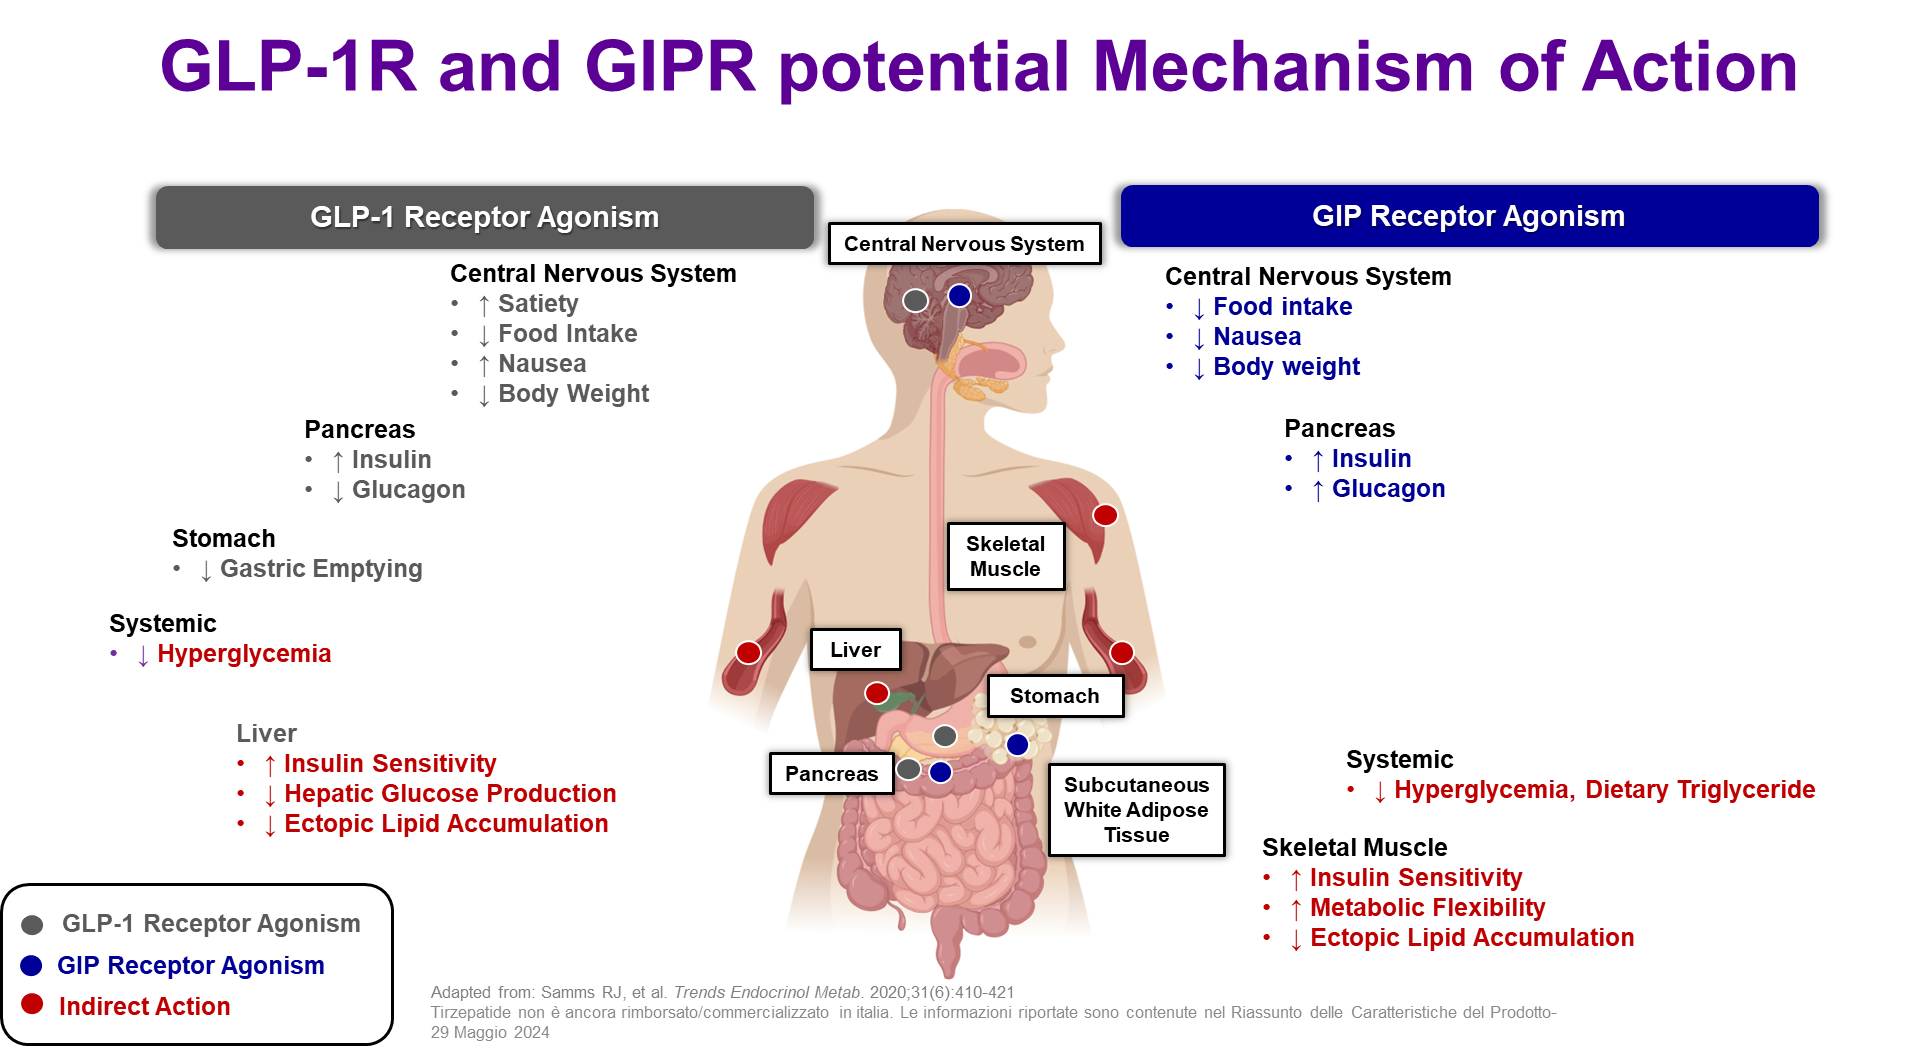 GLP-1R and GIPR potential Mechanism of Action
GLP-1 Receptor Agonism
Central Nervous System
• ↑ Satiety
• ↓ Food Intake
• ↑ Nausea
• ↓ Body Weight
Pancreas
• ↑ Insulin
• ↓ Glucagon
Stomach
• ↓ Gastric Emptying
Systemic
• ↓ Hyperglycemia
Liver
• ↑ Insulin Sensitivity
• ↓ Hepatic Glucose Production
• ↓ Ectopic Lipid Accumulation
Central Nervous System
Skeletal
Muscle
Liver
Stomach
Pancreas
Subcutaneous
White Adipose
Tissue
GIP Receptor Agonism
Central Nervous System
• ↓ Food intake
• ↓ Nausea
• ↓ Body weight
Pancreas
• ↑ Insulin
• ↑ Glucagon
Systemic
• ↓ Hyperglycemia, Dietary Triglyceride
Skeletal Muscle
• ↑ Insulin Sensitivity
• ↑ Metabolic Flexibility
• ↓ Ectopic Lipid Accumulation
GLP-1 Receptor Agonism
GIP Receptor Agonism
Indirect Action
Adapted from: Samms RJ, et al. Trends Endocrinol Metab. 2020;31(6):410-421
Tirzepatide non è ancora rimborsato/commercializzato in italia. Le informazioni riportate sono contenute nel Riassunto delle Caratteristiche del Prodotto-
29 Maggio 2024